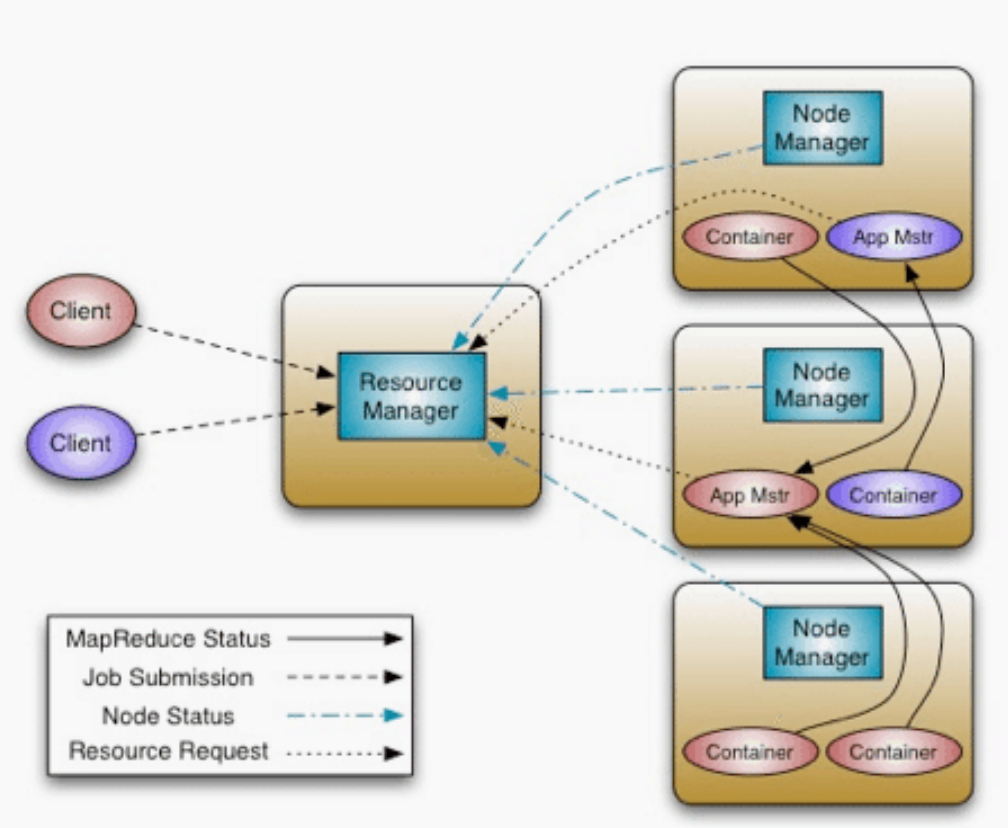 Node
Manager
Container
App Mstr
Client
Client
Resource
Manager
Node
Manager
App Mstr
Container
Node
Manager
Container
Container
MapReduce Status
Job Submission
Node Status
Resource Request